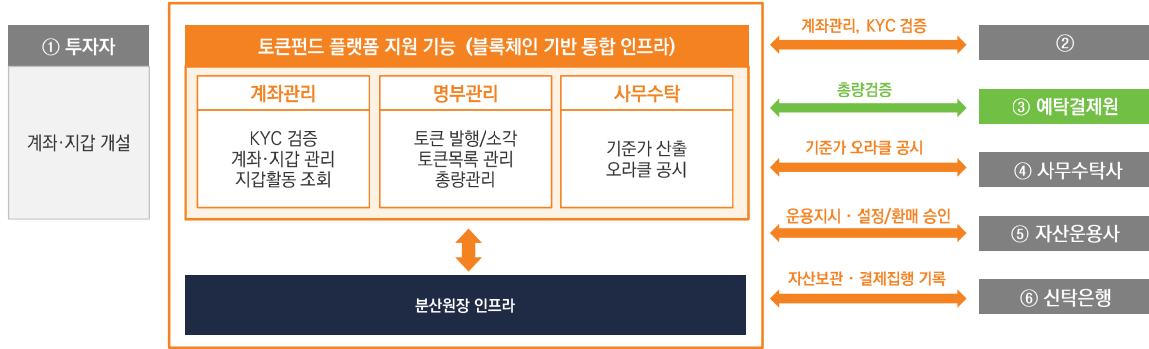 ① 투자자
계좌·지갑 개설
토큰펀드 플랫폼 지원 기능 (블록체인 기반 통합 인프라)
계좌관리
KYC 검증
계좌·지갑 관리
지갑활동 조회
명부관리
토큰 발행/소각
토큰목록 관리
총량관리
사무수탁
기준가 산출
오라클 공시
분산원장 인프라
계좌관리, KYC 검증
②
총량검증
③ 예탁결제원
기준가 오라클 공시
④ 사무수탁사
운용지시 · 설정/환매 승인
⑤ 자산운용사
자산보관 · 결제집행 기록
⑥ 신탁은행